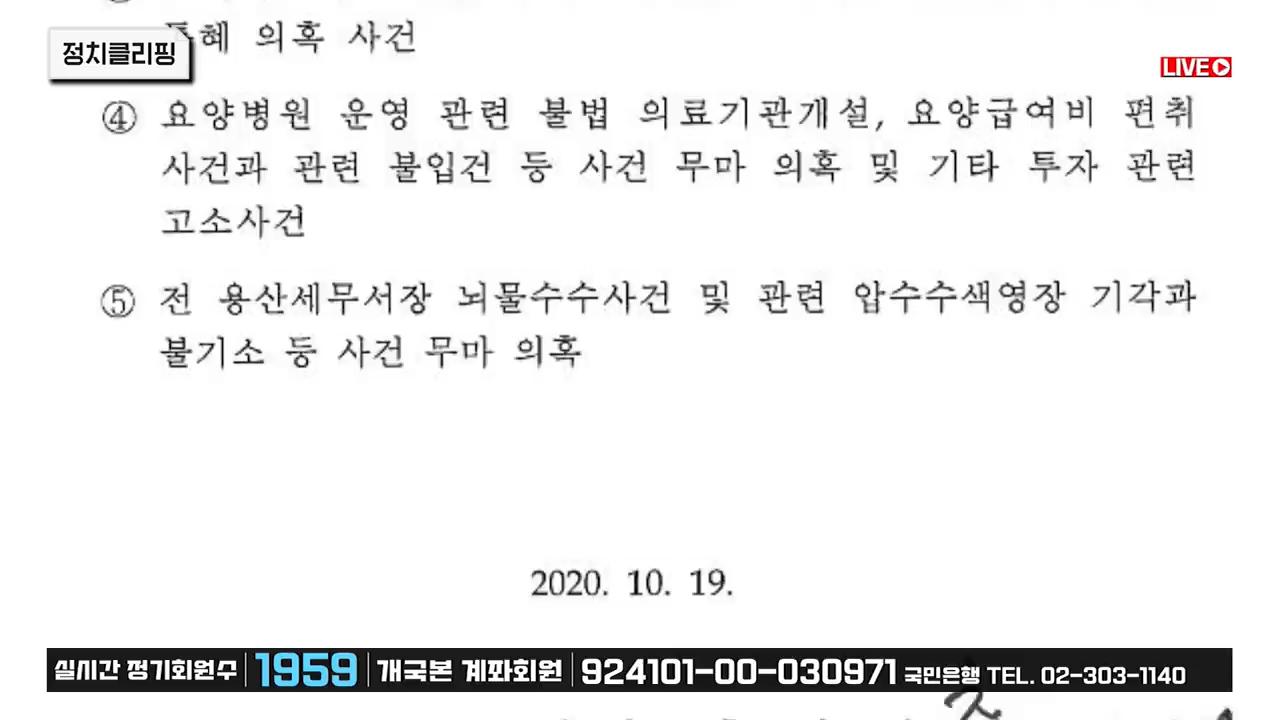 특혜 의혹 사건
정치클리핑
LIVE
④ 요양병원 운영 관련 불법 의료기관개설, 요양급여비 편취
사건과 관련 불입건 등 사건 무마 의혹 및 기타 투자 관련
고소사건
⑤ 전 용산세무서장 뇌물수수사건 및 관련 압수수색영장 기각과
불기소 등 사건 무마 의혹
2020. 10. 19.
실시간 정기회원수 1959 개국본 계좌회원 924101-00-030971 국민은행 TEL. 02-303-1140